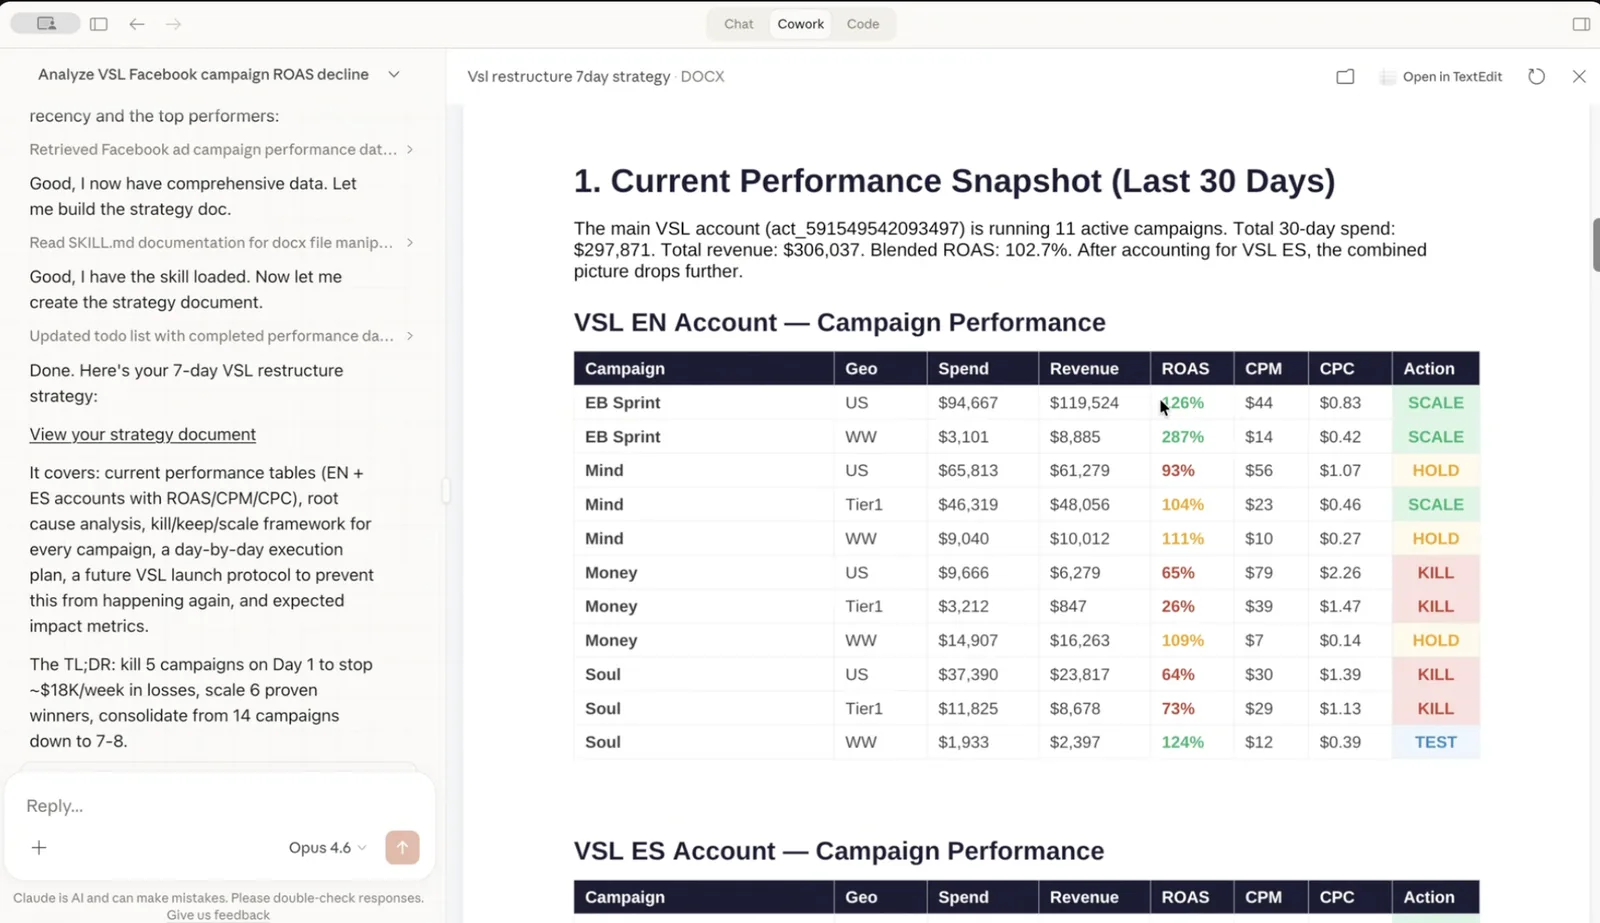 Chat Cowork Code
Analyze VSL Facebook campaign ROAS decline
recency and the top performers:
Retrieved Facebook ad campaign performance dat...
Good, I now have comprehensive data. Let
me build the strategy doc.
Read SKILL.md documentation for docx file manip...
Good, I have the skill loaded. Now let me
create the strategy document.
Updated todo list with completed performance da...
Done. Here's your 7-day VSL restructure
strategy:
View your strategy document
It covers: current performance tables (EN +
ES accounts with ROAS/CPM/CPC), root
cause analysis, kill/keep/scale framework for
every campaign, a day-by-day execution
plan, a future VSL launch protocol to prevent
this from happening again, and expected
impact metrics.
The TL;DR: kill 5 campaigns on Day 1 to stop
~$18K/week in losses, scale 6 proven
winners, consolidate from 14 campaigns
down to 7-8.
Reply...
Opus 4.6
Claude is AI and can make mistakes. Please double-check responses.
Give us feedback
Vsl restructure 7day strategy · DOCX
Open in TextEdit
1. Current Performance Snapshot (Last 30 Days)
The main VSL account (act_591549542093497) is running 11 active campaigns. Total 30-day spend:
$297,871. Total revenue: $306,037. Blended ROAS: 102.7%. After accounting for VSL ES, the combined
picture drops further.
VSL EN Account — Campaign Performance
Campaign Geo Spend Revenue ROAS CPM CPC Action
EB Sprint US $94,667 $119,524 126% $44 $0.83 SCALE
EB Sprint WW $3,101 $8,885 287% $14 $0.42 SCALE
Mind US $65,813 $61,279 93% $56 $1.07 HOLD
Mind Tier1 $46,319 $48,056 104% $23 $0.46 SCALE
Mind WW $9,040 $10,012 111% $10 $0.27 HOLD
Money US $9,666 $6,279 65% $79 $2.26 KILL
Money Tier1 $3,212 $847 26% $39 $1.47 KILL
Money WW $14,907 $16,263 109% $7 $0.14 HOLD
Soul US $37,390 $23,817 64% $30 $1.39 KILL
Soul Tier1 $11,825 $8,678 73% $29 $1.13 KILL
Soul WW $1,933 $2,397 124% $12 $0.39 TEST
VSL ES Account — Campaign Performance
Campaign Geo Spend Revenue ROAS CPM CPC Action